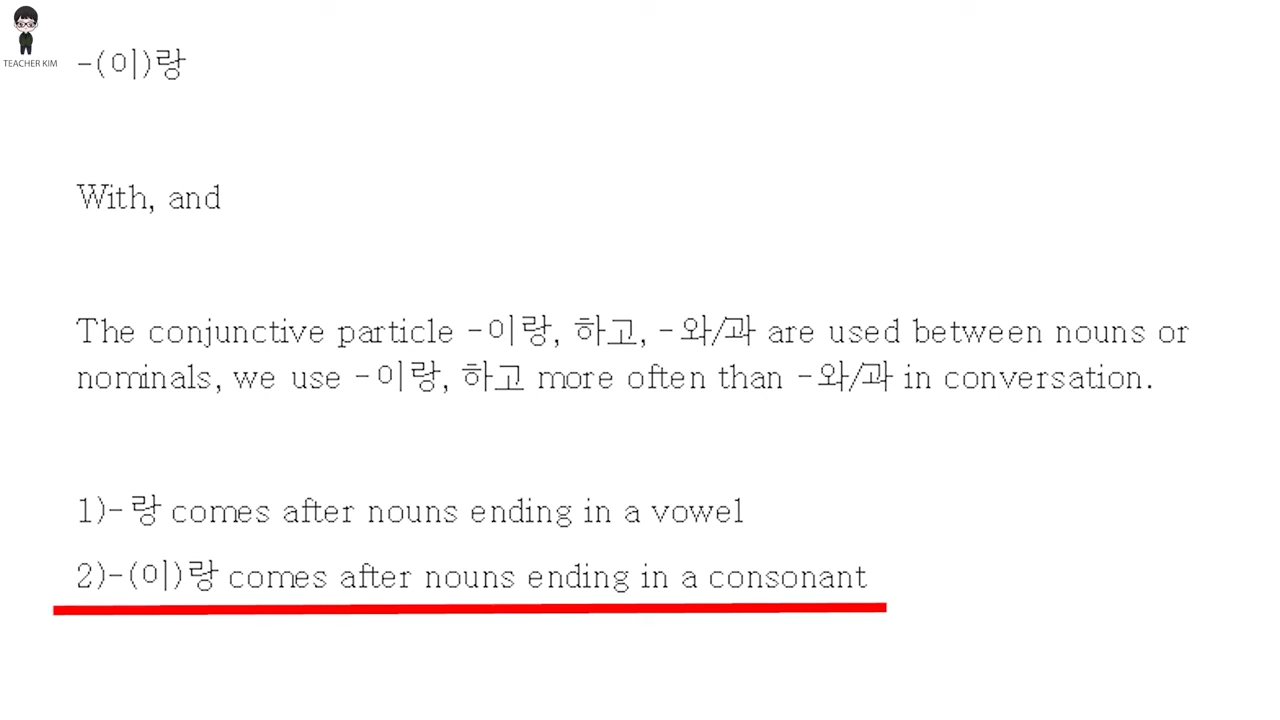 TEACHER KIM
-(이)랑
With, and
The conjunctive particle -이랑, 하고, -와/과 are used between nouns or
nominals, we use -이랑, 하고 more often than -와/과 in conversation.
1)-랑 comes after nouns ending in a vowel
2)-(이)랑 comes after nouns ending in a consonant